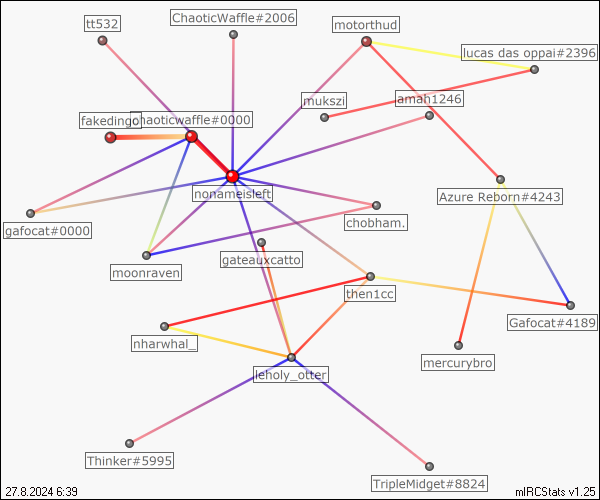 tt532
ChaoticWaffle#2006
motorthud
lucas das oppai#2396
mukszi
amah1246
fakedingo
chaoticwaffle#0000
nonameisleft
Azure Reborn#4243
gafocat#0000
chobham.
moonraven
gateauxcatto
then1cc
Gafocat#4189
nharwhal_
mercurybro
leholy_otter
Thinker#5995
TripleMidget#8824
27.8.2024 6:39
mIRCStats v1.25